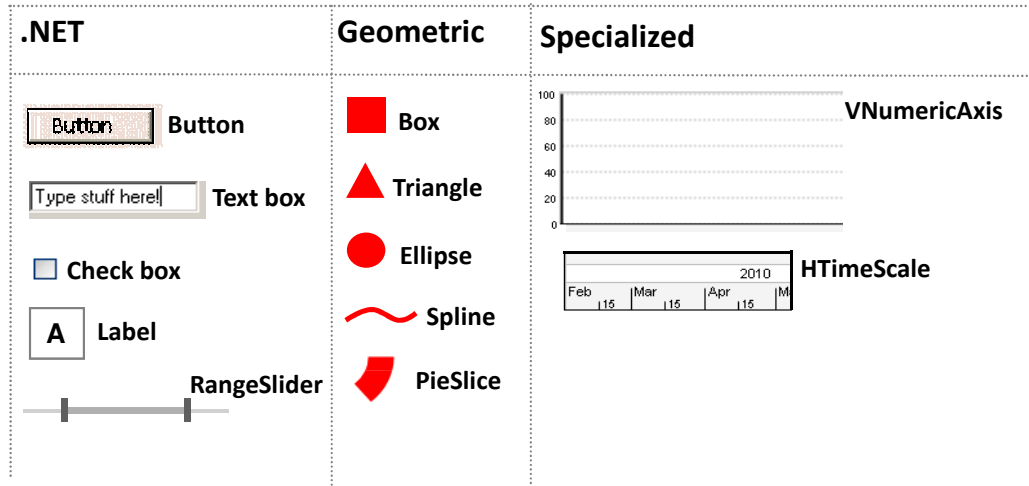 .NET
Button
Button
Type stuff here!
Text box
Check box
A
Label
RangeSlider
Geometric
Box
Triangle
Ellipse
Spline
PieSlice
Specialized
100
80
60
40
20
0
VNumericAxis
2010
Feb
15
Mar
15
Apr
15
HTimeScale